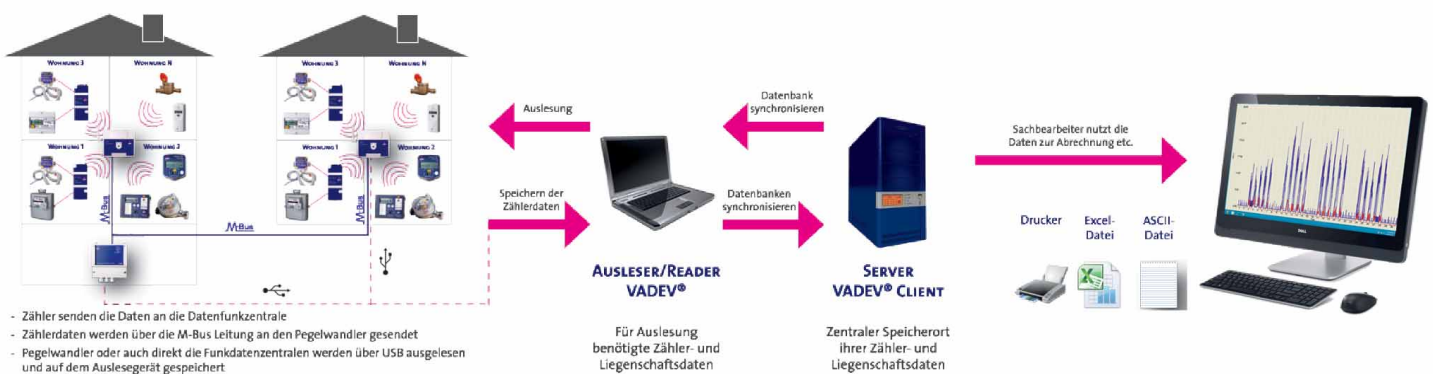 WOHNUNG 3
WOHNUNG N
WOHNUNG 1
WOHNUNG 2
M-Bus
WOHNUNG 3
WOHNUNG N
WOHNUNG 1
WOHNUNG 2
M-Bus
M-Bus
Auslesung
Speichern der
Zählerdaten
AUSLESER/READER
VADEV®
Für Auslesung
benötigte Zähler- und
Liegenschaftsdaten
Datenbank
synchronisieren
Datenbanken
synchronisieren
SERVER
VADEV® CLIENT
Zentraler Speicherort
ihrer Zähler- und
Liegenschaftsdaten
Sachbearbeiter nutzt die
Daten zur Abrechnung etc.
Drucker
Excel-
Datei
ASCII-
Datei
DELL
- Zähler senden die Daten an die Datenfunkzentrale
- Zählerdaten werden über die M-Bus Leitung an den Pegelwandler gesendet
- Pegelwandler oder auch direkt die Funkdatenzentralen werden über USB ausgelesen
und auf dem Auslesegerät gespeichert